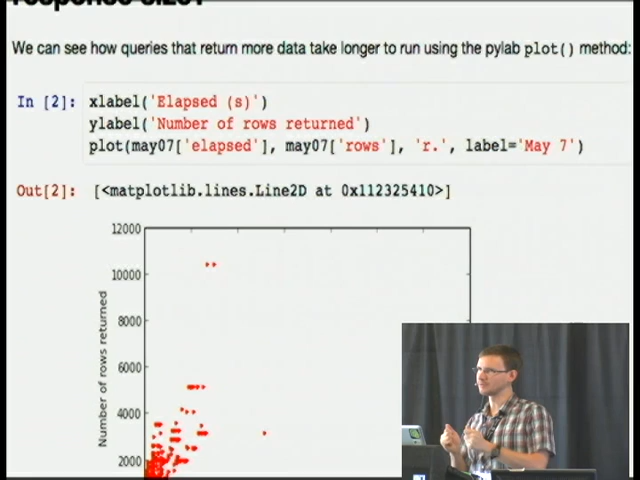 We can see how queries that return more data take longer to run using the pylab plot() method:
In [2]: xlabel('Elapsed (s)')
ylabel('Number of rows returned')
plot(may07['elapsed'], may07['rows'], 'r.', label='May 7')
Out[2]: [<matplotlib.lines.Line2D at 0x112325410>]
12000
10000
8000
6000
4000
2000
Number of rows returned